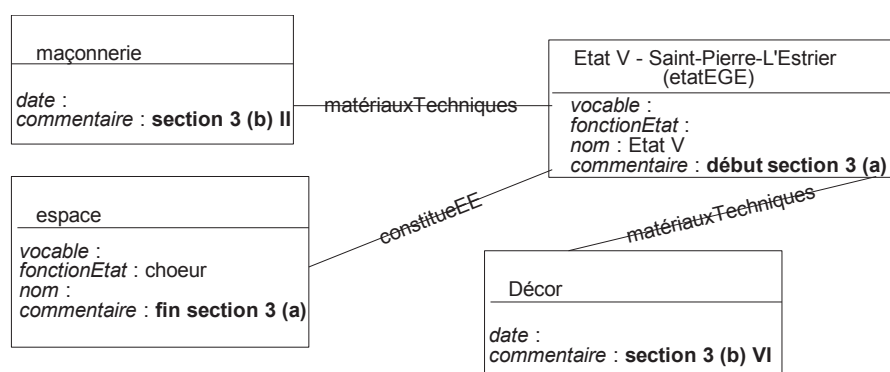 maçonnerie
date :
commentaire : section 3 (b) II
matériauxTechniques
Etat V - Saint-Pierre-L'Estrier
(etatEGE)
vocable :
fonctionEtat :
nom : Etat V
commentaire : début section 3 (a)
espace
vocable :
fonctionEtat : choeur
nom :
commentaire : fin section 3 (a)
constitueEE
matériauxTechniques
Décor
date :
commentaire : section 3 (b) VI